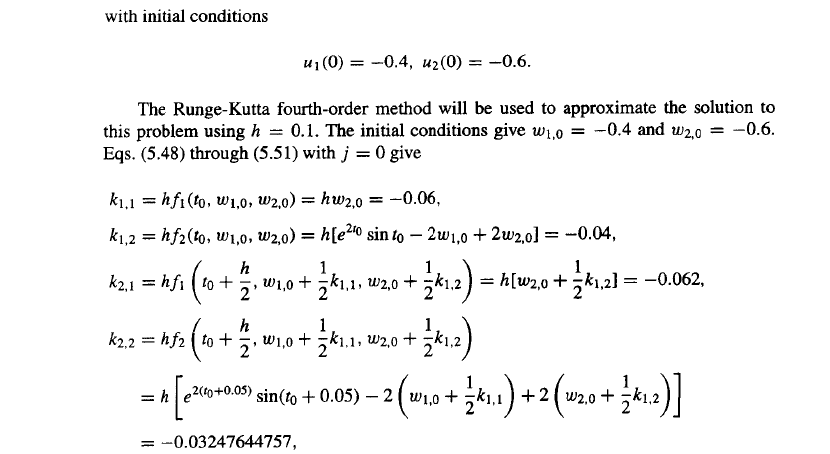 with initial conditions
u₁(0) = −0.4, u₂(0) = −0.6.
The Runge-Kutta fourth-order method will be used to approximate the solution to
this problem using h = 0.1. The initial conditions give w₁,₀ = −0.4 and w₂,₀ = −0.6.
Eqs. (5.48) through (5.51) with j = 0 give
k₁,₁ = hf₁(t₀, w₁,₀, w₂,₀) = hw₂,₀ = −0.06,
k₁,₂ = hf₂(t₀, w₁,₀, w₂,₀) = h[e^{2t₀} sin t₀ − 2w₁,₀ + 2w₂,₀] = −0.04,
k₂,₁ = hf₁ (t₀ + h/2, w₁,₀ + 1/2 k₁,₁, w₂,₀ + 1/2 k₁,₂) = h[w₂,₀ + 1/2 k₁,₂] = −0.062,
k₂,₂ = hf₂ (t₀ + h/2, w₁,₀ + 1/2 k₁,₁, w₂,₀ + 1/2 k₁,₂)
= h [e^{2(t₀+0.05)} sin(t₀ + 0.05) − 2 (w₁,₀ + 1/2 k₁,₁) + 2 (w₂,₀ + 1/2 k₁,₂)]
= −0.03247644757,